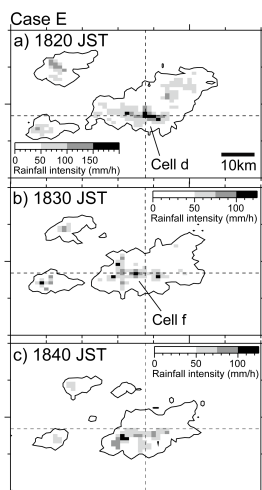 Case E
a) 1820 JST
Cell d
0 50 100 150
Rainfall intensity (mm/h)
10km
b) 1830 JST
0 50 100
Rainfall intensity (mm/h)
Cell f
c) 1840 JST
0 50 100
Rainfall intensity (mm/h)